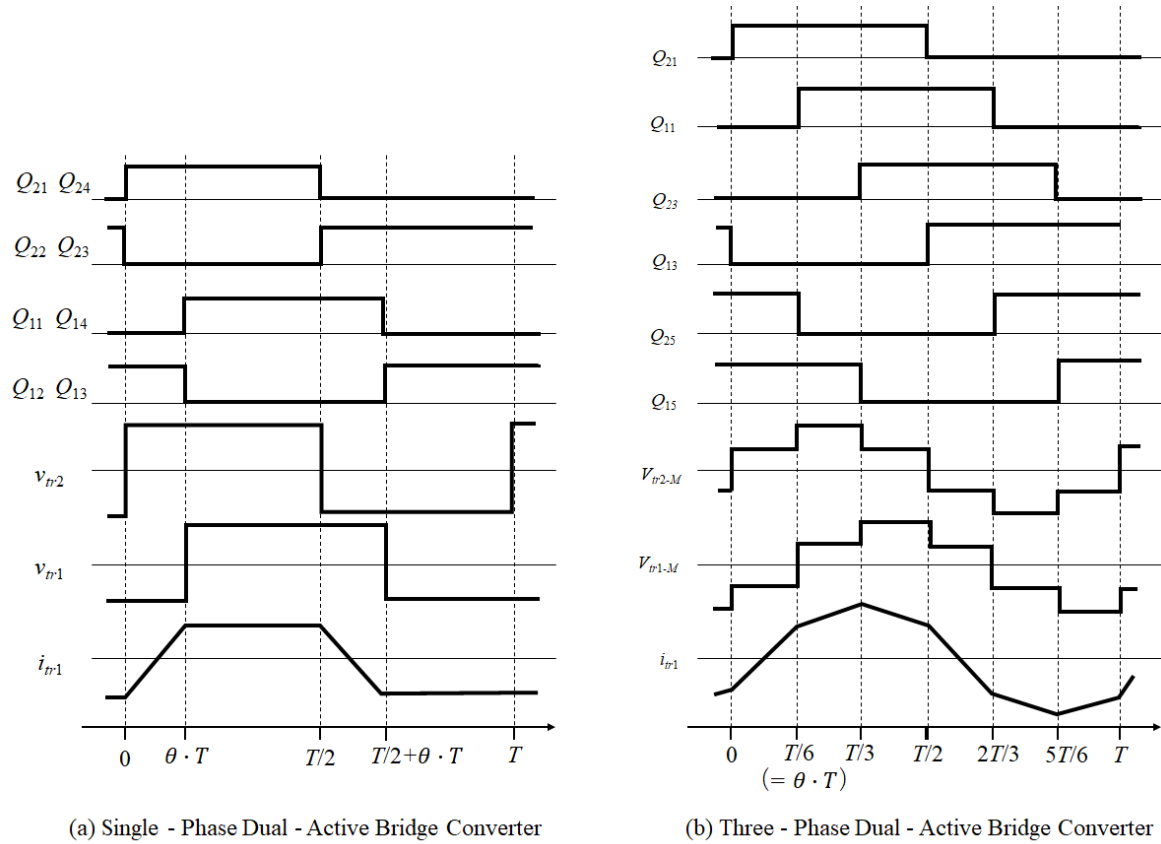 Q21 Q24
Q22 Q23
Q11 Q14
Q12 Q13
vtr2
vtr1
itr1
0 θ · T T/2 T/2+θ · T T
(a) Single - Phase Dual - Active Bridge Converter
Q21
Q11
Q23
Q13
Q25
Q15
Vtr2-M
Vtr1-M
itr1
0 T/6 T/3 T/2 2T/3 5T/6 T
(= θ · T)
(b) Three - Phase Dual - Active Bridge Converter